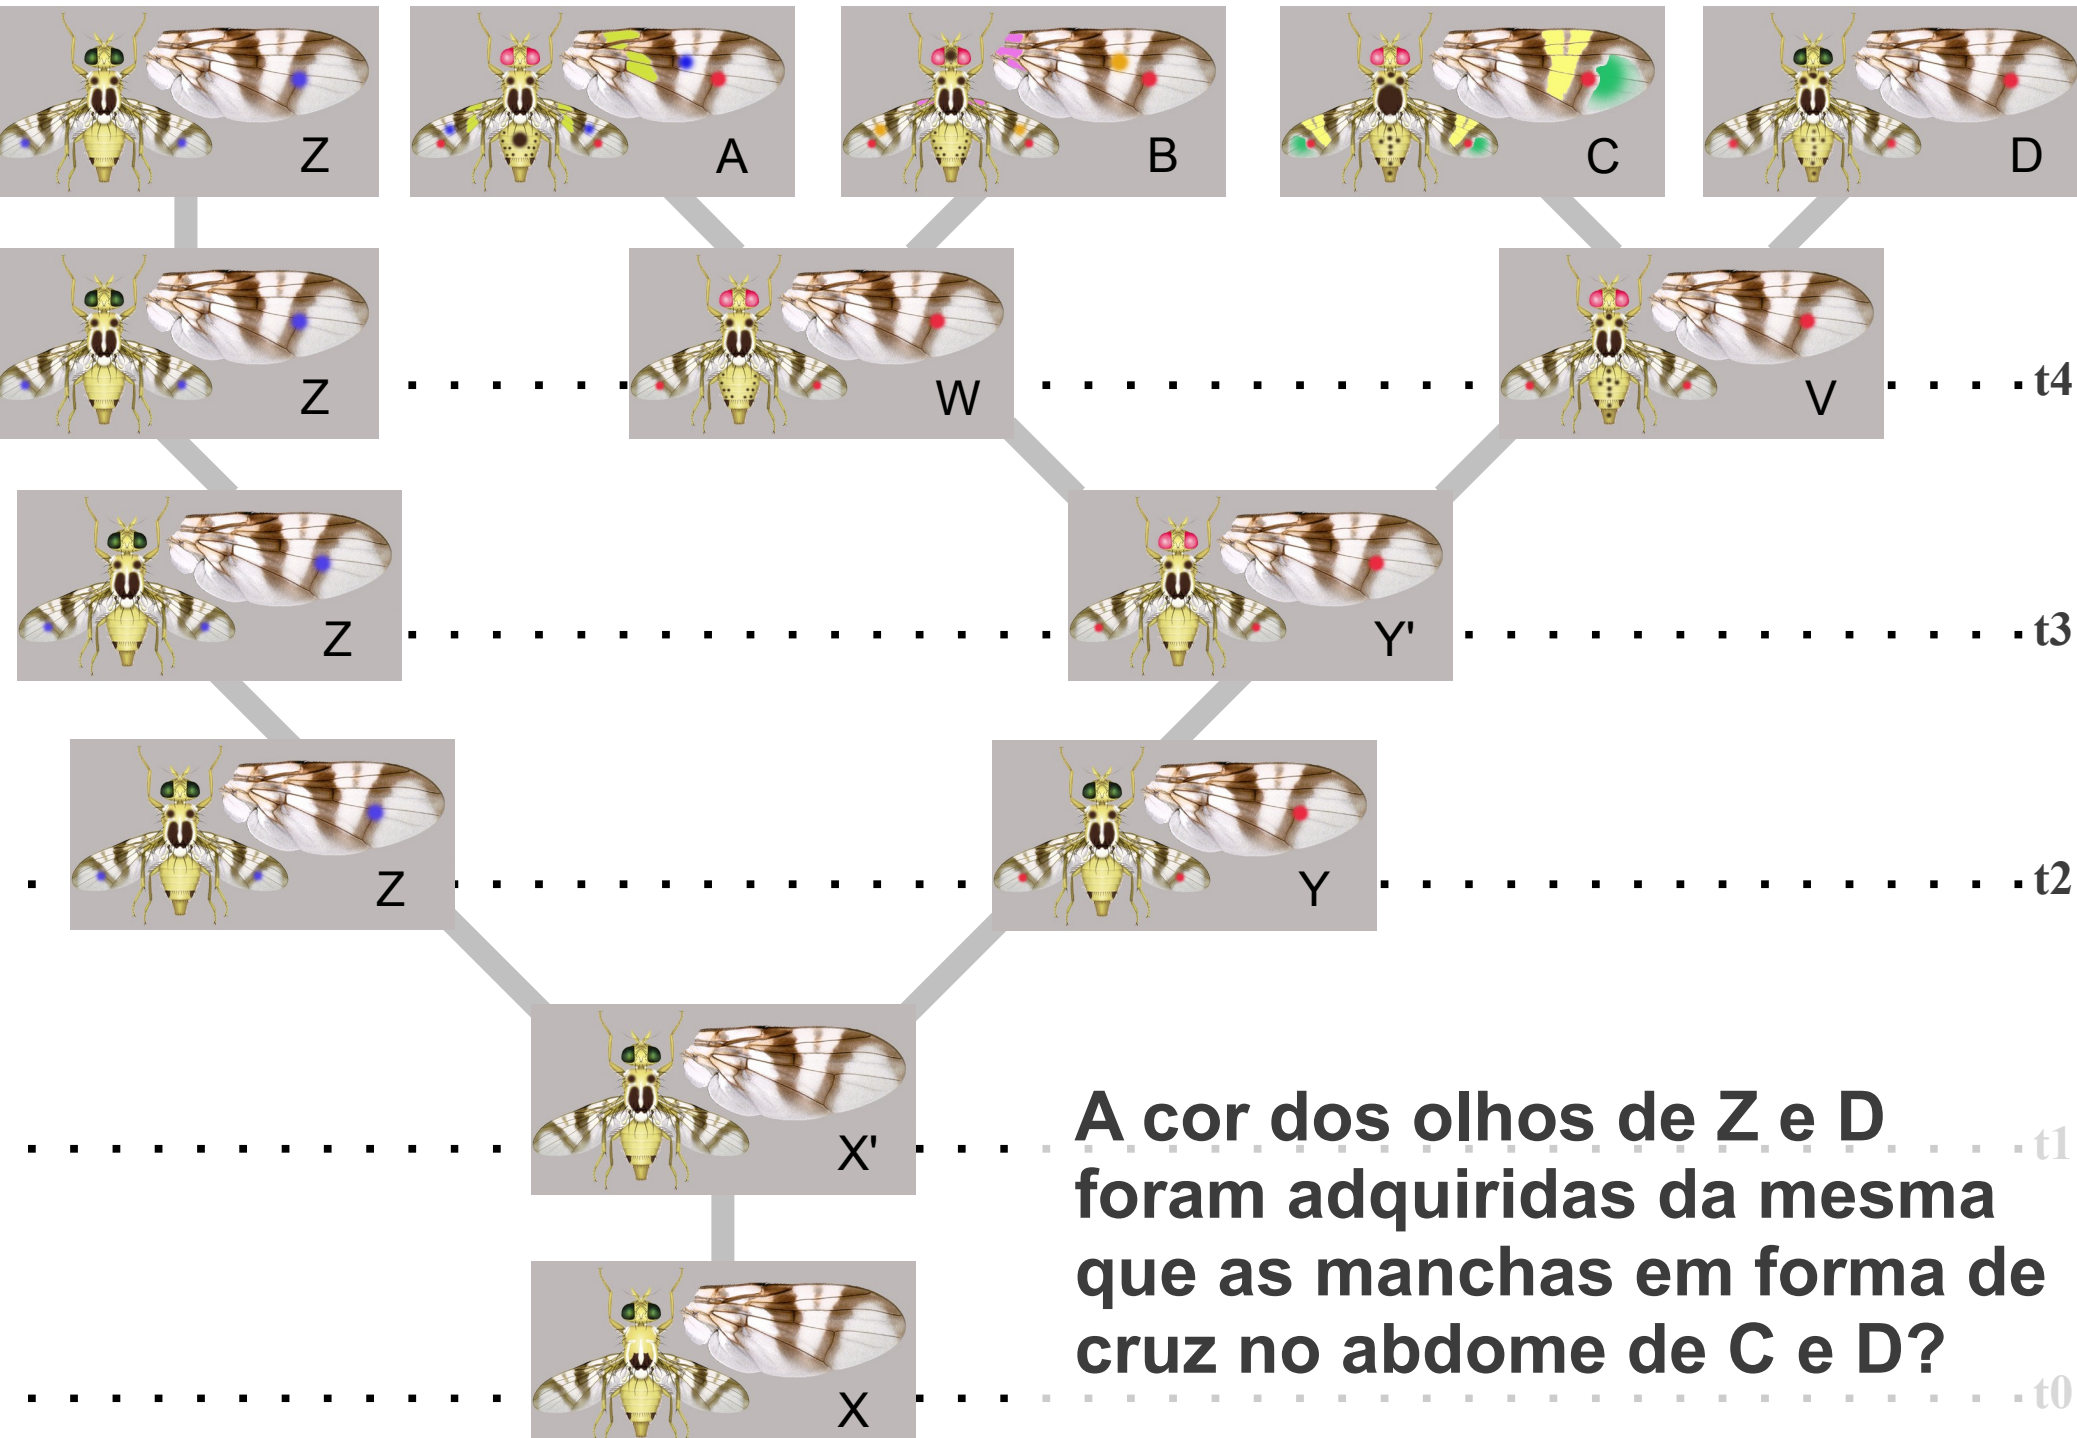 Z
A
B
C
D
Z
W
V
t4
Z
Y'
t3
Z
Y
t2
X'
t1
A cor dos olhos de Z e D
foram adquiridas da mesma
que as manchas em forma de
cruz no abdome de C e D?
X
t0